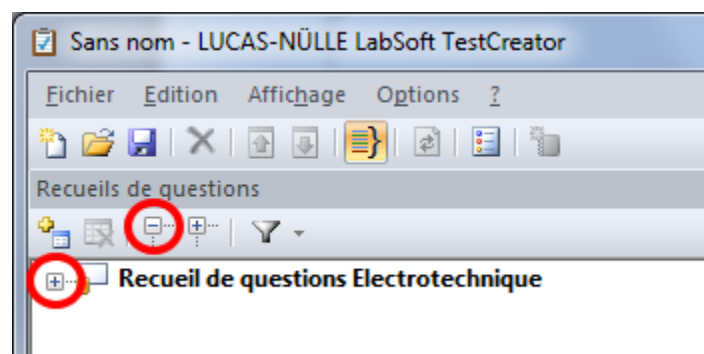 Sans nom - LUCAS-NÜLLE LabSoft TestCreator
Fichier Edition Affichage Options ?
Recueils de questions
Recueil de questions Electrotechnique